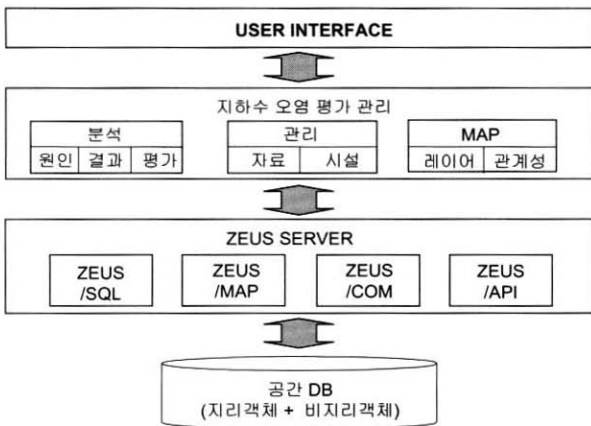 USER INTERFACE
지하수 오염 평가 관리
분석 관리 MAP
원인 결과 평가 자료 시설 레이어 관계성
ZEUS SERVER
ZEUS ZEUS ZEUS ZEUS
/SQL /MAP /COM /API
공간 DB
(지리객체 + 비지리객체)